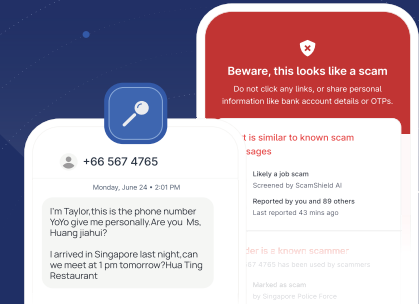 Beware, this looks like a scam
Do not click any links, or share personal
information like bank account details or OTPs.
+66 567 4765
Monday, June 24 • 2:01 PM
I'm Taylor,this is the phone number
YoYo give me personally.Are you Ms,
Huang jiahui?
I arrived in Singapore last night,can
we meet at 1 pm tomorrow?Hua Ting
Restaurant
is similar to known scam
sages
Likely a job scam
Screened by ScamShield AI
Reported by you and 89 others
Last reported 43 mins ago
is a known scammer
4765 has been used by scammers
Marked as scam
by Singapore Police Force